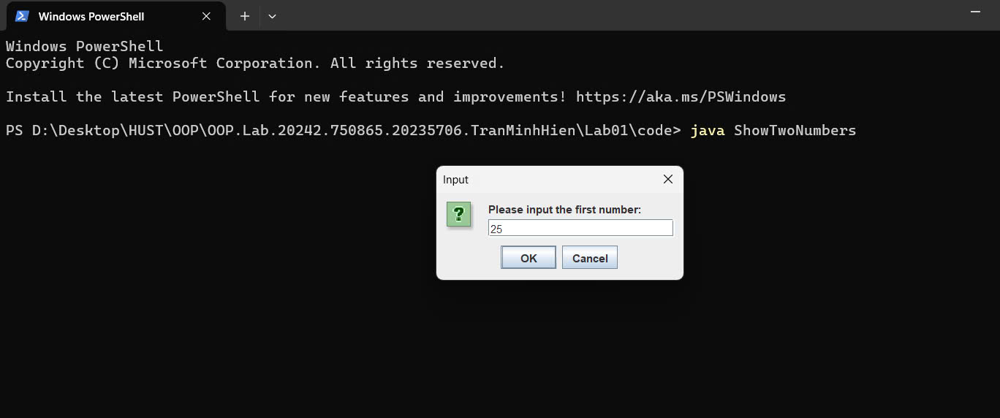 Windows PowerShell
Windows PowerShell
Copyright (C) Microsoft Corporation. All rights reserved.
Install the latest PowerShell for new features and improvements! https://aka.ms/PSWindows
PS D:\Desktop\HUST\OOP\OOP.Lab.20242.750865.20235706.TranMinhHien\Lab01\code> java ShowTwoNumbers
Input
?
Please input the first number:
25
OK Cancel